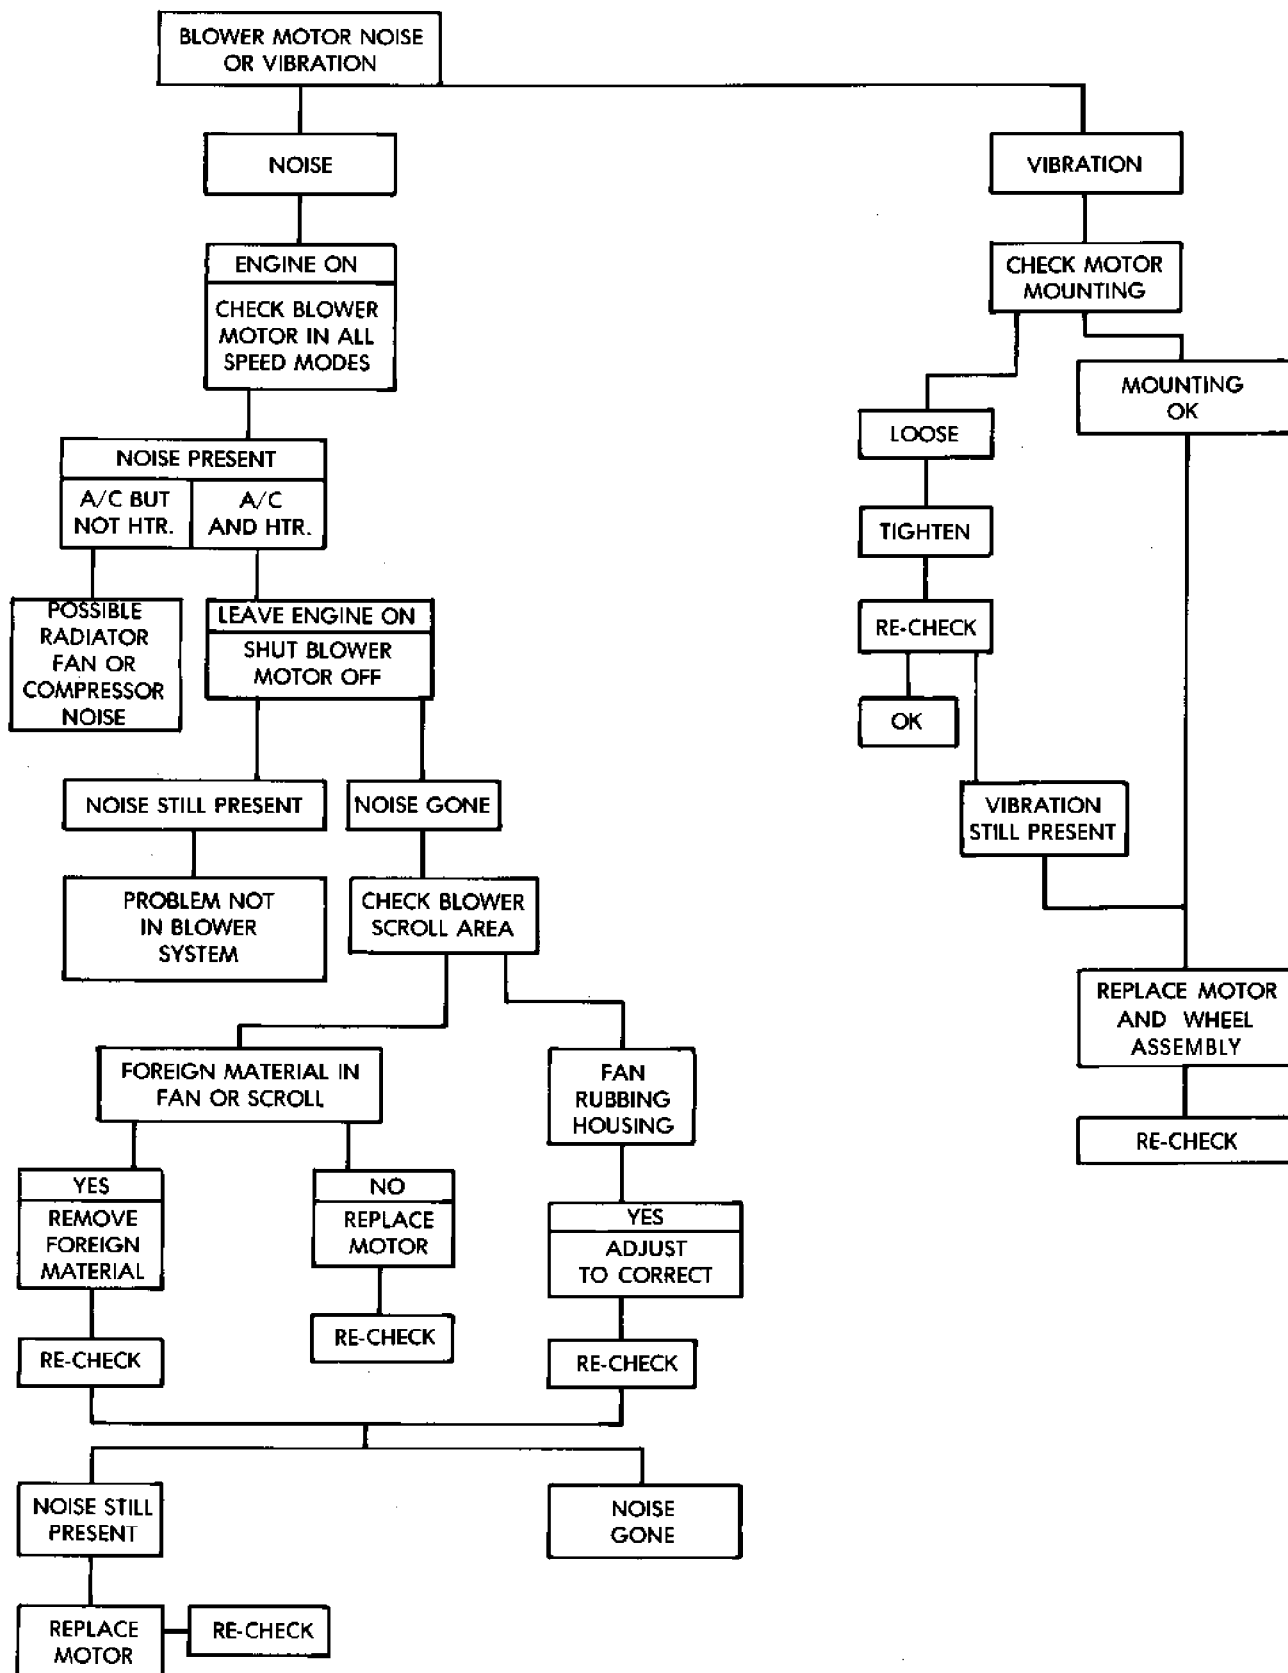 BLOWER MOTOR NOISE
OR VIBRATION
NOISE
VIBRATION
ENGINE ON
CHECK BLOWER
MOTOR IN ALL
SPEED MODES
CHECK MOTOR
MOUNTING
MOUNTING
OK
LOOSE
NOISE PRESENT
A/C BUT
NOT HTR.
A/C
AND HTR.
TIGHTEN
POSSIBLE
RADIATOR
FAN OR
COMPRESSOR
NOISE
LEAVE ENGINE ON
SHUT BLOWER
MOTOR OFF
RE-CHECK
OK
NOISE STILL PRESENT
NOISE GONE
VIBRATION
STILL PRESENT
PROBLEM NOT
IN BLOWER
SYSTEM
CHECK BLOWER
SCROLL AREA
REPLACE MOTOR
AND WHEEL
ASSEMBLY
FOREIGN MATERIAL IN
FAN OR SCROLL
FAN
RUBBING
HOUSING
RE-CHECK
YES
REMOVE
FOREIGN
MATERIAL
NO
REPLACE
MOTOR
YES
ADJUST
TO CORRECT
RE-CHECK
RE-CHECK
RE-CHECK
NOISE STILL
PRESENT
NOISE
GONE
REPLACE
MOTOR
RE-CHECK